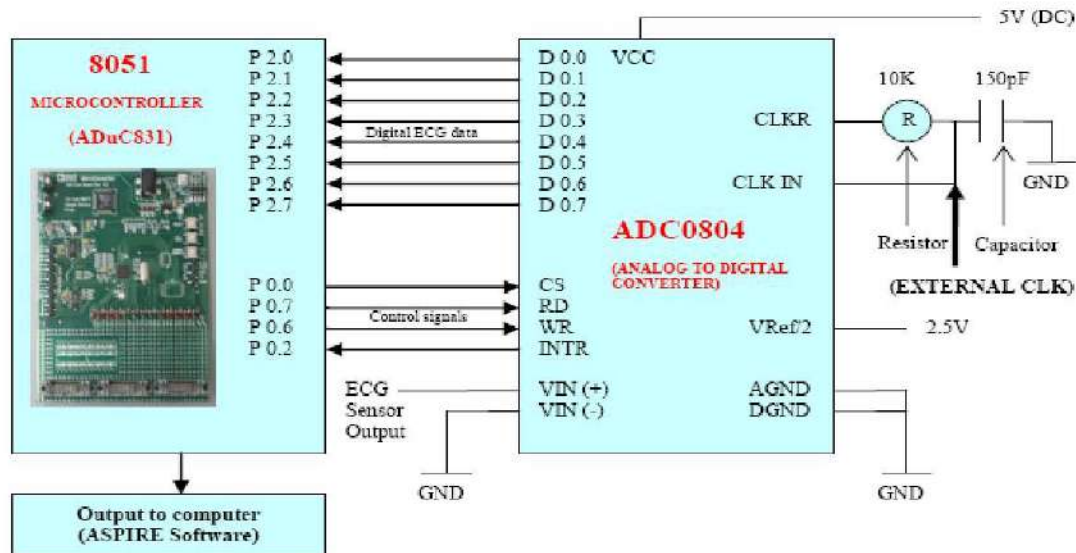 5V (DC)
8051
MICROCONTROLLER
(ADuC831)
P 2.0
P 2.1
P 2.2
P 2.3
P 2.4
P 2.5
P 2.6
P 2.7
P 0.0
P 0.7
P 0.6
P 0.2
Digital ECG data
Control signals
ECG
Sensor
Output
GND
D 0.0
D 0.1
D 0.2
D 0.3
D 0.4
D 0.5
D 0.6
D 0.7
CS
RD
WR
INTR
VIN (+)
VIN (-)
VCC
ADC0804
(ANALOG TO DIGITAL
CONVERTER)
CLKR
CLK IN
VRef/2
AGND
DGND
10K
150pF
R
GND
Resistor
Capacitor
(EXTERNAL CLK)
2.5V
GND
Output to computer
(ASPIRE Software)